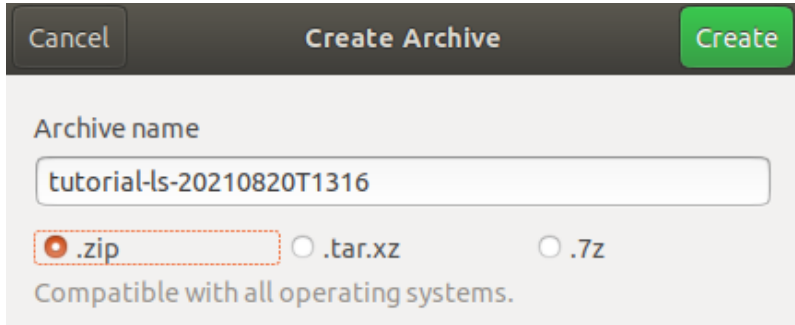 Cancel Create Archive Create
Archive name
tutorial-ls-20210820T1316
.zip .tar.xz .7z
Compatible with all operating systems.